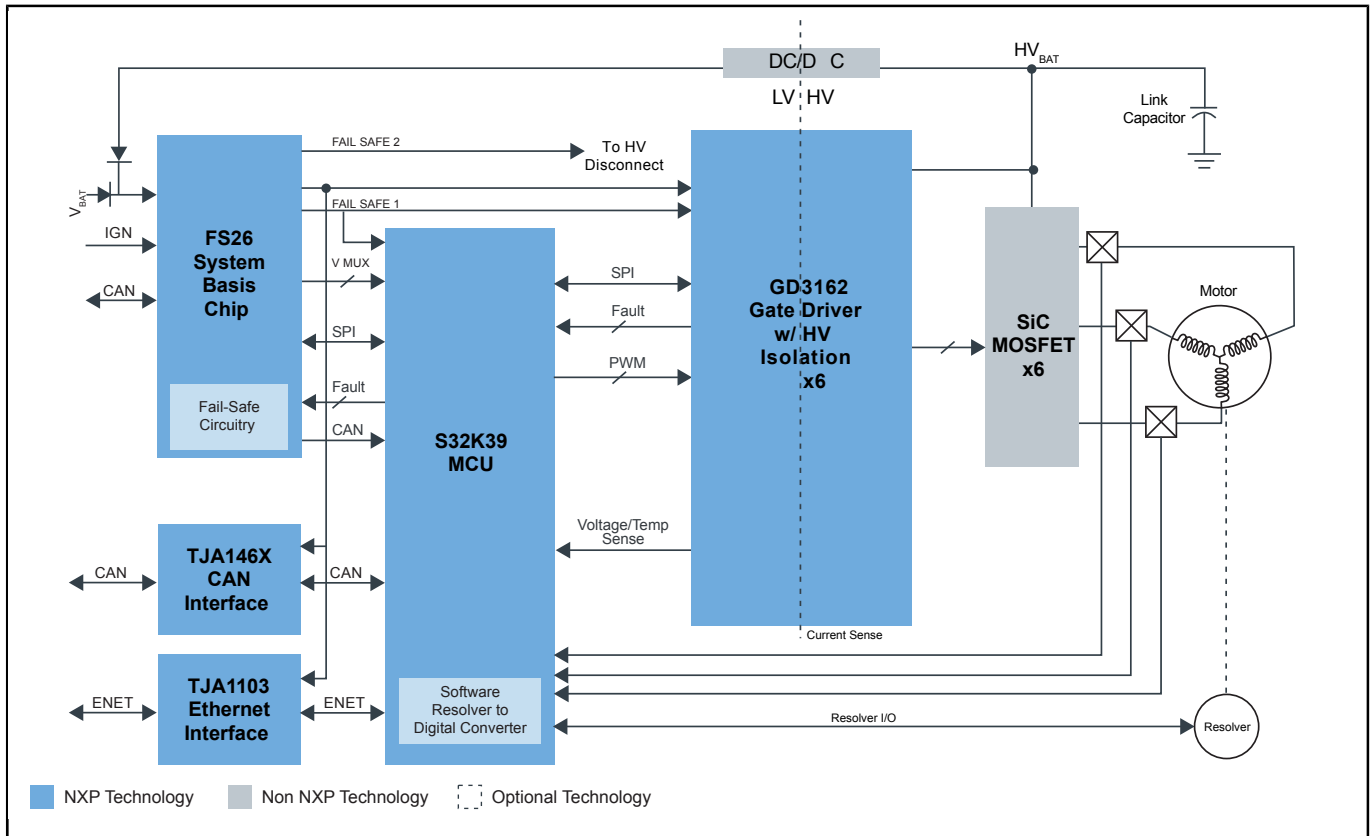 DC/D C
HV BAT
LV HV
Link
Capacitor
FAIL SAFE 2
To HV
Disconnect
V BAT
FAIL SAFE 1
IGN
FS26
System
Basis
Chip
V MUX
CAN
SPI
Fault
CAN
Fail-Safe
Circuitry
S32K39
MCU
SPI
Fault
PWM
Voltage/Temp
Sense
GD3162
Gate Driver
w/ HV
Isolation
x6
SiC
MOSFET
x6
Motor
CAN
TJA146X
CAN
Interface
CAN
Current Sense
ENET
TJA1103
Ethernet
Interface
ENET
Software
Resolver to
Digital Converter
Resolver I/O
Resolver
NXP Technology
Non NXP Technology
Optional Technology